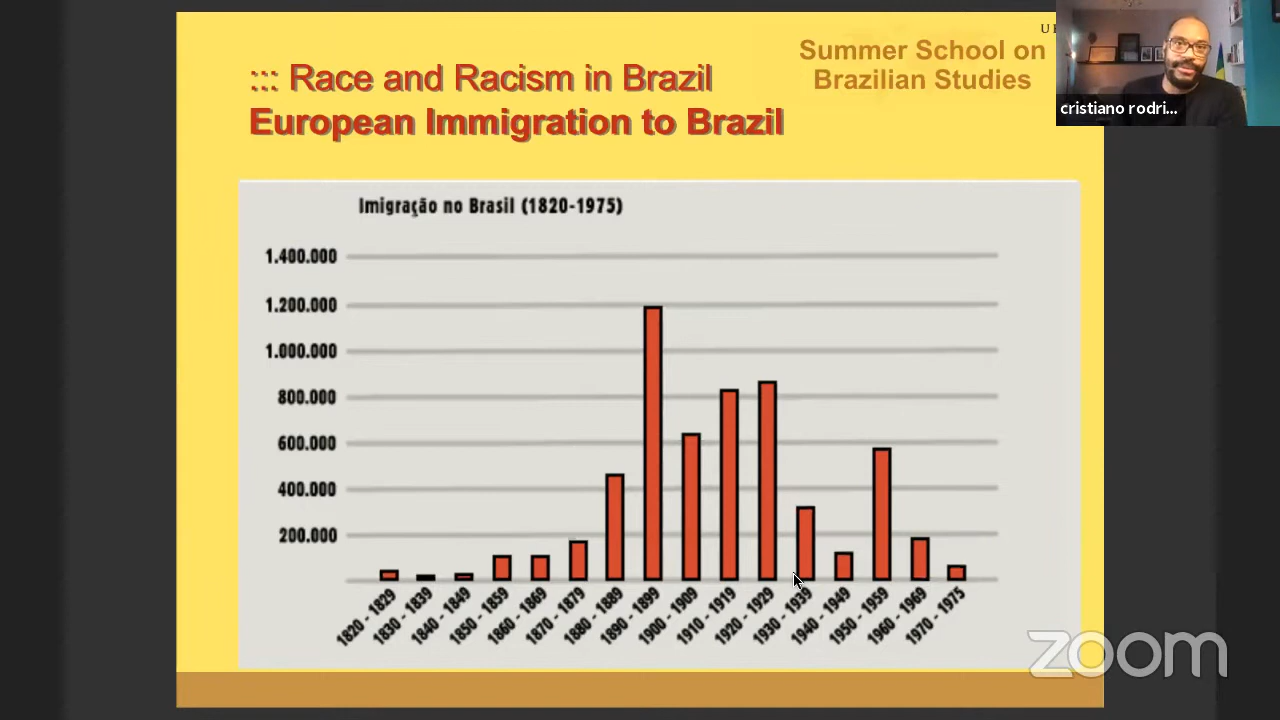 ::: Race and Racism in Brazil
European Immigration to Brazil
Summer School on
Brazilian Studies
cristiano rodri...
Imigração no Brasil (1820-1975)
1.400.000
1.200.000
1.000.000
800.000
600.000
400.000
200.000
1820 - 1829
1830 - 1839
1840 - 1849
1850 - 1859
1860 - 1869
1870 - 1879
1880 - 1889
1890 - 1899
1900 - 1909
1910 - 1919
1920 - 1929
1930 - 1939
1940 - 1949
1950 - 1959
1960 - 1969
1970 - 1975
zoom